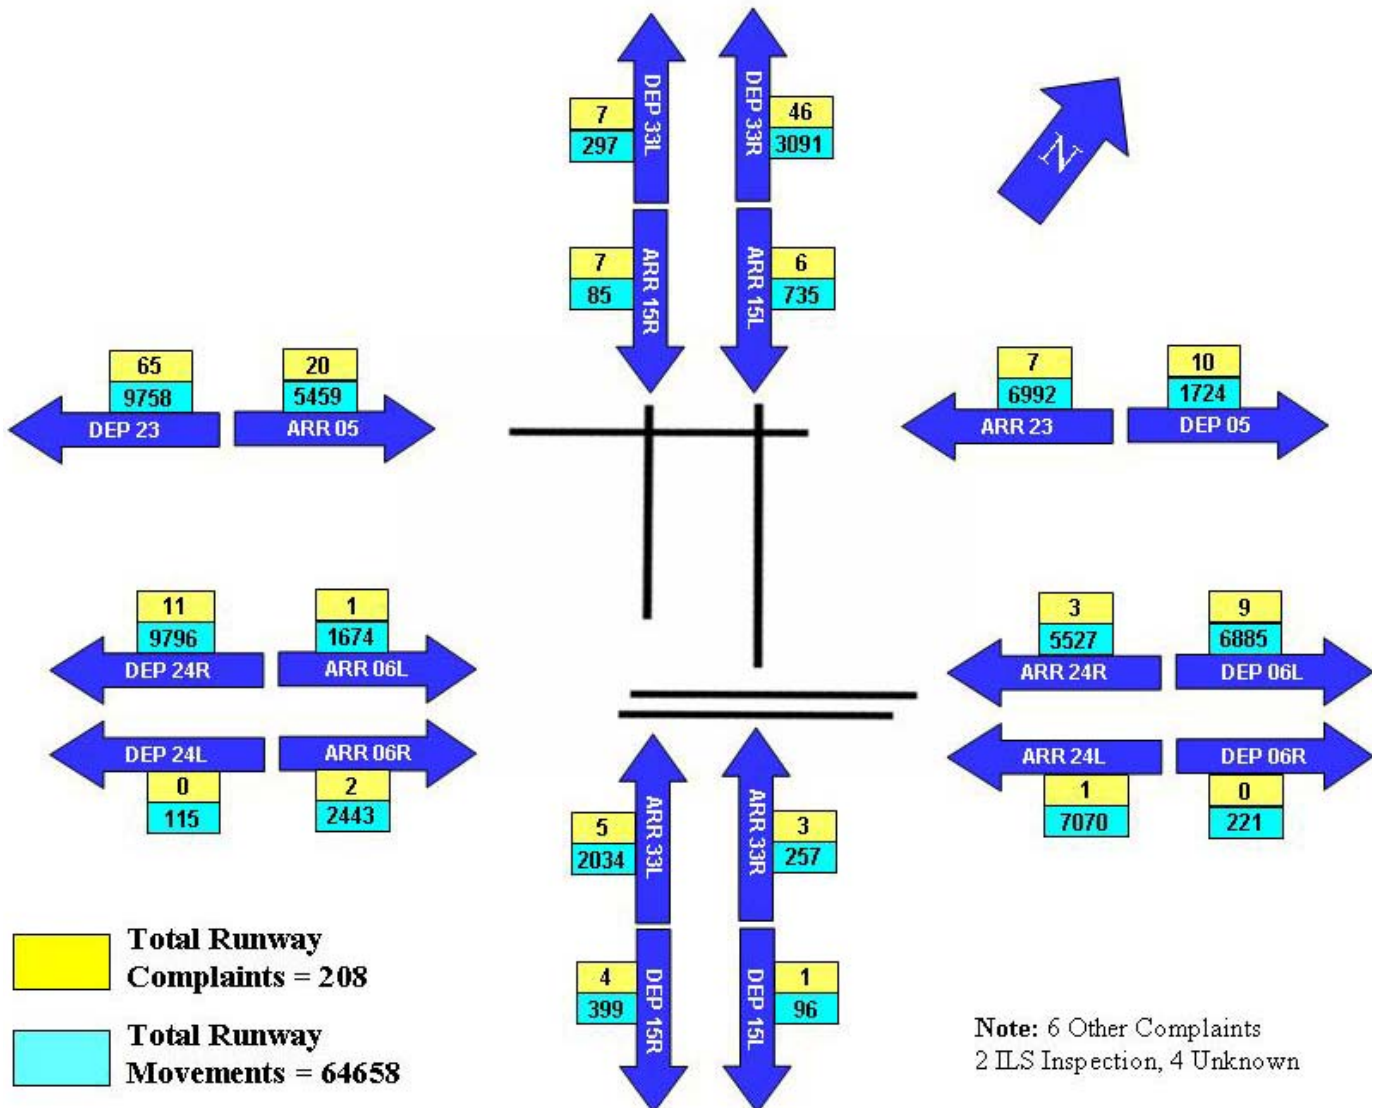 7
297
DEP 33L
DEP 33R
46
3091
N
7
85
ARR 15R
ARR 15L
6
735
65
9758
DEP 23
20
5459
ARR 05
7
6992
ARR 23
10
1724
DEP 05
11
9796
DEP 24R
1
1674
ARR 06L
3
5527
ARR 24R
9
6885
DEP 06L
DEP 24L
0
115
ARR 06R
2
2443
ARR 24L
1
7070
DEP 06R
0
221
5
2034
ARR 33L
ARR 33R
3
257
4
399
DEP 15R
DEP 15L
1
96
Total Runway
Complaints = 208
Total Runway
Movements = 64658
Note: 6 Other Complaints
2 ILS Inspection, 4 Unknown